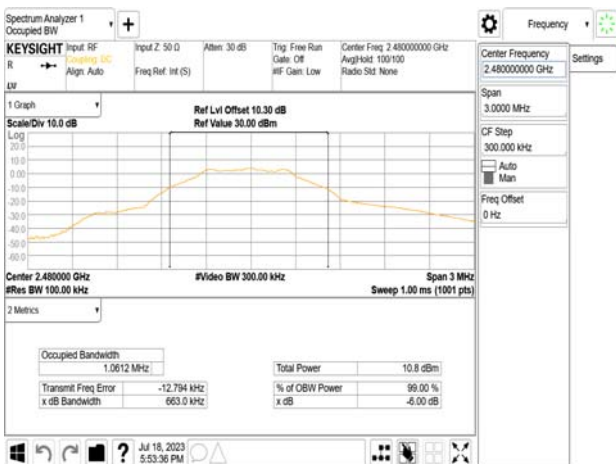 Spectrum Analyzer 1
Occupied BW
Frequency
KEYSIGHT
R
Input: RF
Coupling: DC
Align: Auto
Input Z: 50 Ω
Freq Ref: Int (S)
Atten: 30 dB
Trig: Free Run
Gate: Off
#IF Gain: Low
Center Freq: 2.480000000 GHz
Avg|Hold: 100/100
Radio Std: None
Center Frequency
2.480000000 GHz
Settings
Span
3.0000 MHz
CF Step
300.000 kHz
Auto
Man
Freq Offset
0 Hz
1 Graph
Scale/Div 10.0 dB
Ref Lvl Offset 10.30 dB
Ref Value 30.00 dBm
Log
20.0
10.0
0.00
-10.0
-20.0
-30.0
-40.0
-50.0
-60.0
Center 2.480000 GHz
#Res BW 100.00 kHz
#Video BW 300.00 kHz
Span 3 MHz
Sweep 1.00 ms (1001 pts)
2 Metrics
Occupied Bandwidth
1.0612 MHz
Transmit Freq Error -12.794 kHz
x dB Bandwidth 663.0 kHz
Total Power 10.8 dBm
% of OBW Power 99.00 %
x dB -6.00 dB
?
Jul 18, 2023
5:53:36 PM